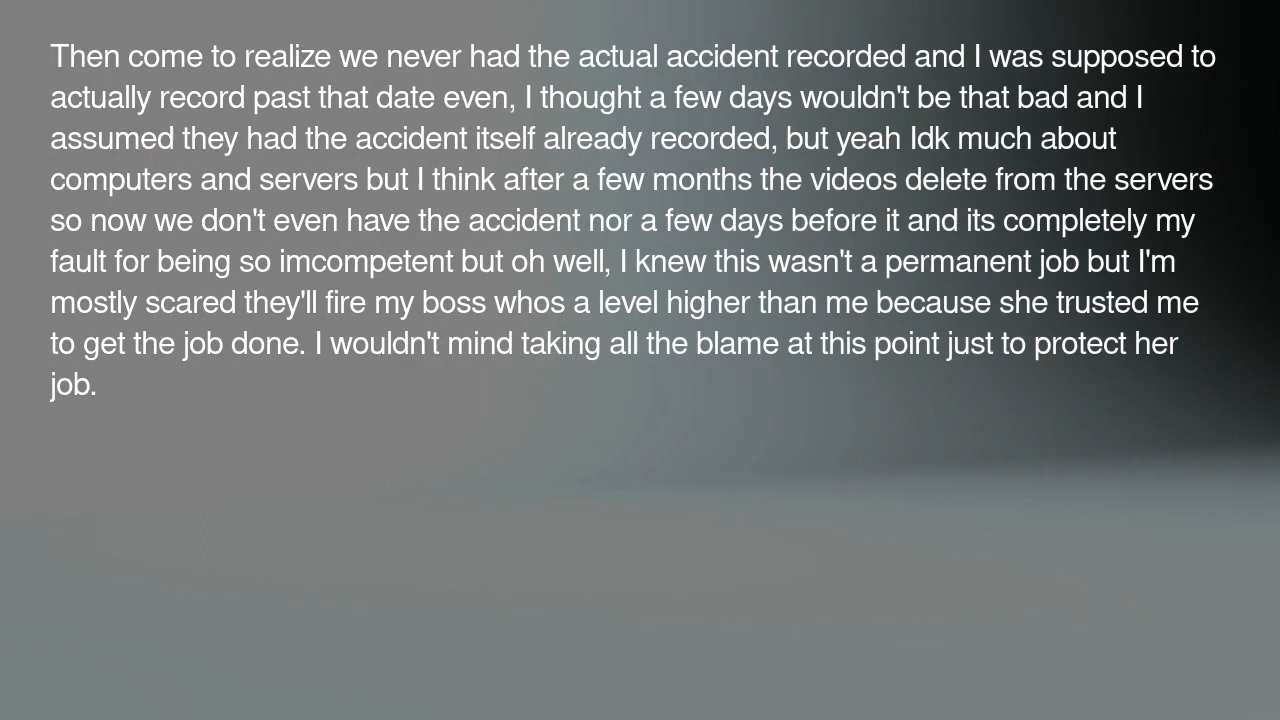 Then come to realize we never had the actual accident recorded and I was supposed to
actually record past that date even, I thought a few days wouldn't be that bad and I
assumed they had the accident itself already recorded, but yeah Idk much about
computers and servers but I think after a few months the videos delete from the servers
so now we don't even have the accident nor a few days before it and its completely my
fault for being so imcompetent but oh well, I knew this wasn't a permanent job but I'm
mostly scared they'll fire my boss whos a level higher than me because she trusted me
to get the job done. I wouldn't mind taking all the blame at this point just to protect her
job.